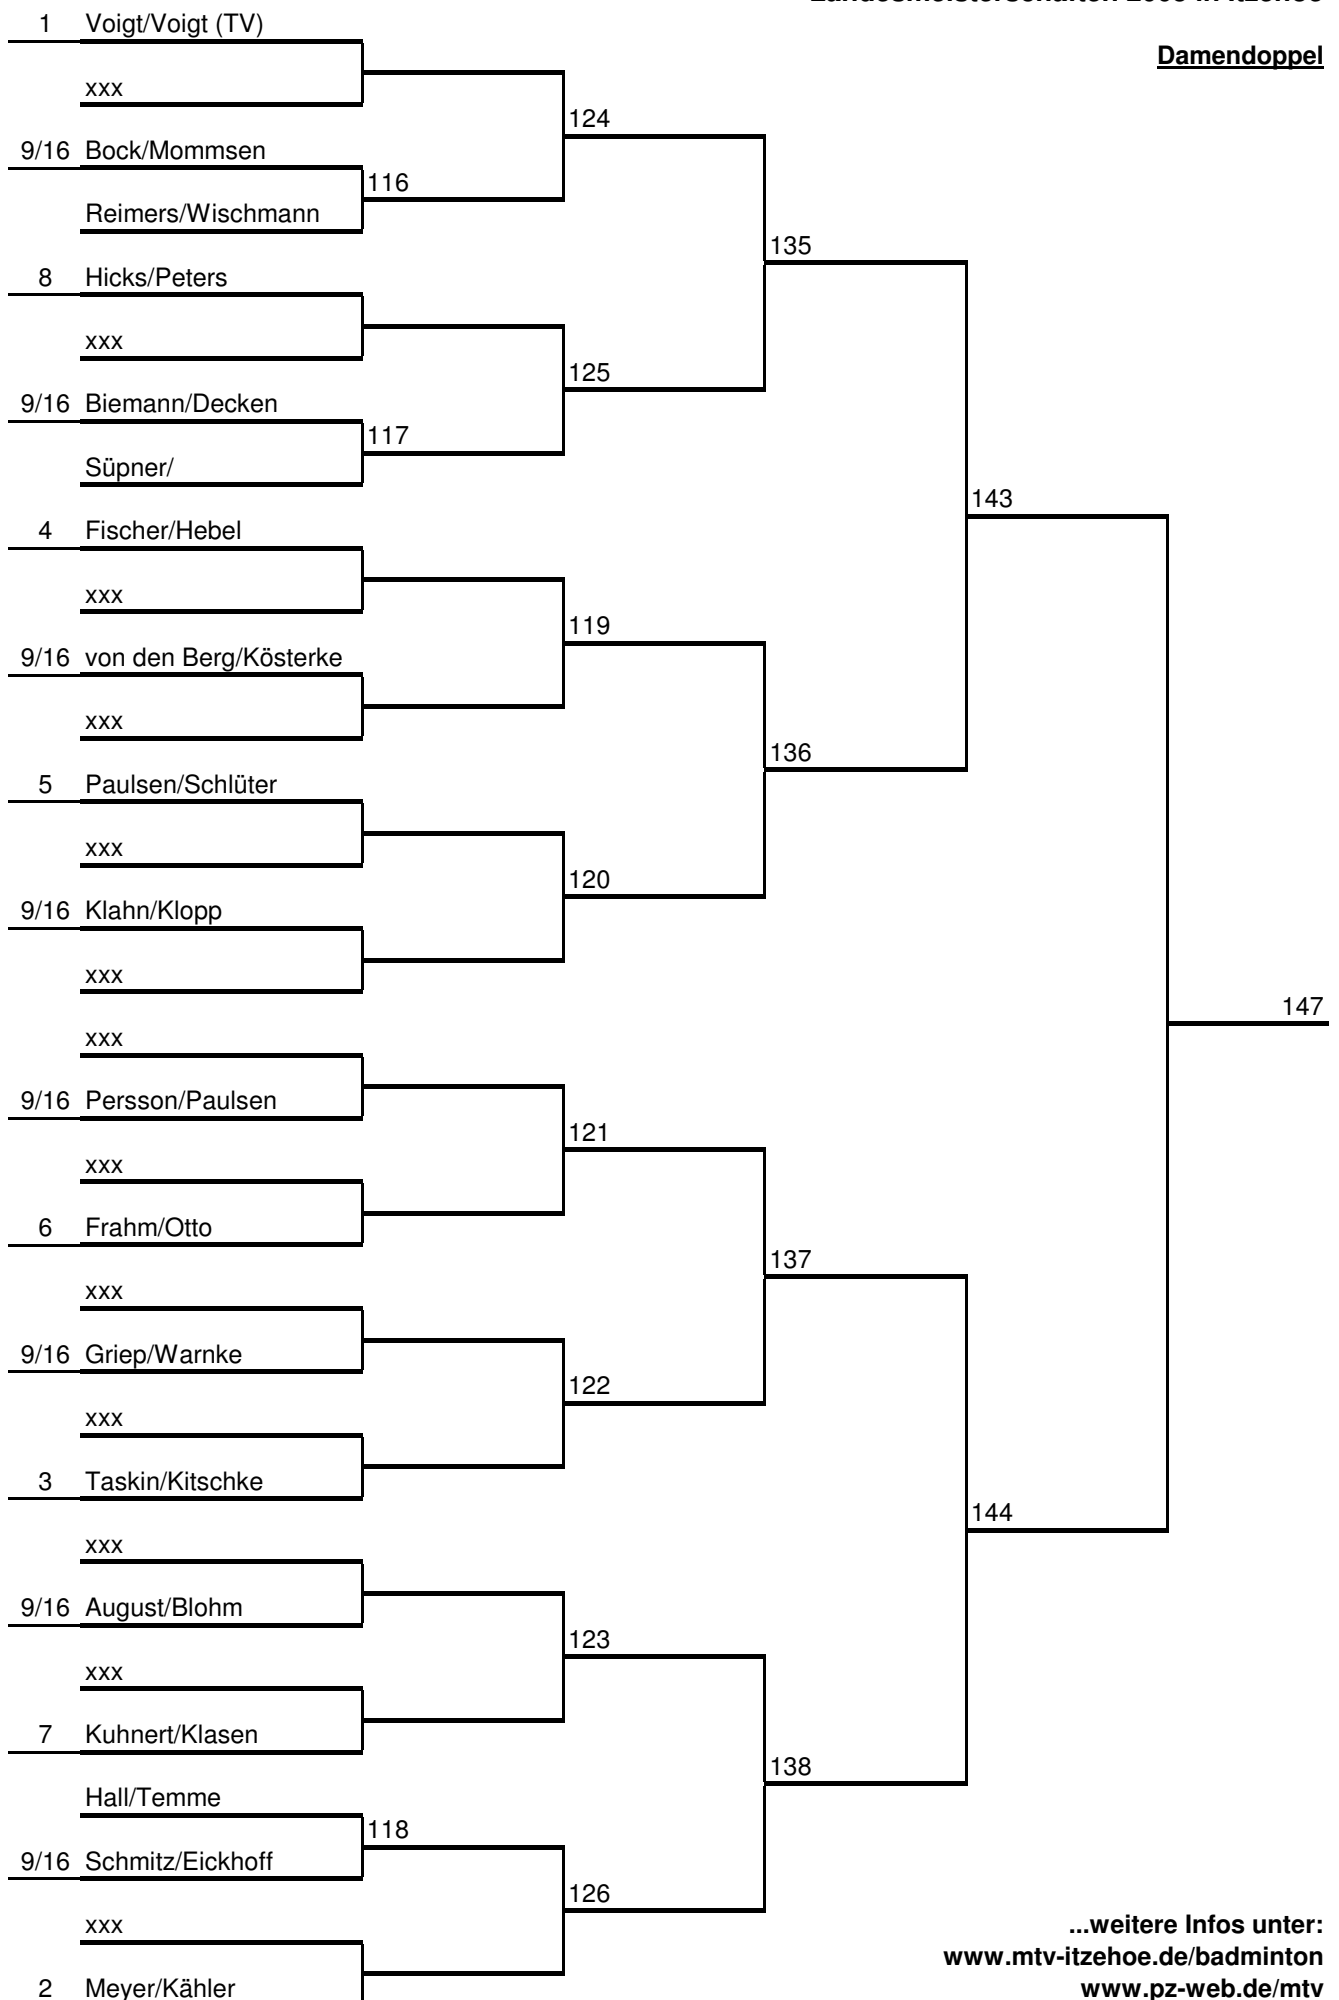 1 Voigt/Voigt (TV)
Damendoppel
xxx
124
9/16 Bock/Mommsen
116
Reimers/Wischmann
135
8 Hicks/Peters
xxx
125
9/16 Biemann/Decken
117
Süpner/
143
4 Fischer/Hebel
xxx
119
9/16 von den Berg/Kösterke
xxx
136
5 Paulsen/Schlüter
xxx
120
9/16 Klahn/Klopp
xxx
147
xxx
9/16 Persson/Paulsen
121
xxx
6 Frahm/Otto
137
xxx
9/16 Griep/Warnke
122
xxx
3 Taskin/Kitschke
144
xxx
9/16 August/Blohm
123
xxx
7 Kuhnert/Klasen
138
Hall/Temme
118
9/16 Schmitz/Eickhoff
126
xxx
...weitere Infos unter:
www.mtv-itzehoe.de/badminton
2 Meyer/Kähler
www.pz-web.de/mtv